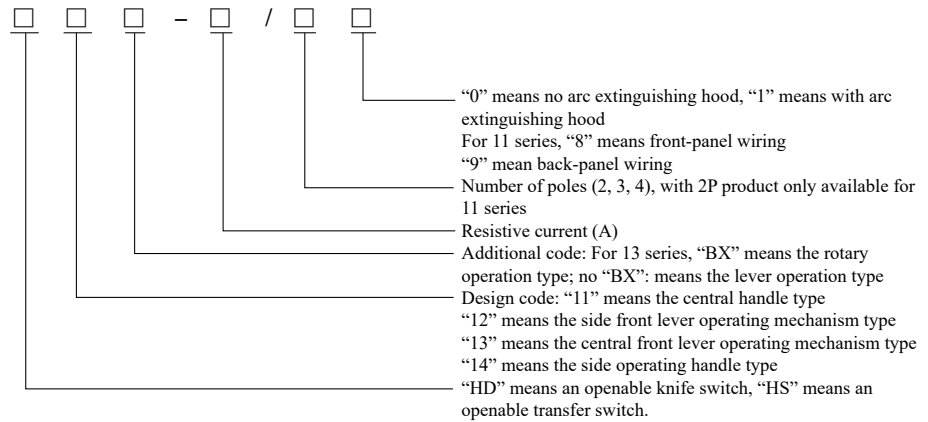 □ □ □ – □ / □ □
“0” means no arc extinguishing hood, “1” means with arc
extinguishing hood
For 11 series, “8” means front-panel wiring
“9” mean back-panel wiring
Number of poles (2, 3, 4), with 2P product only available for
11 series
Resistive current (A)
Additional code: For 13 series, “BX” means the rotary
operation type; no “BX”: means the lever operation type
Design code: “11” means the central handle type
“12” means the side front lever operating mechanism type
“13” means the central front lever operating mechanism type
“14” means the side operating handle type
“HD” means an openable knife switch, “HS” means an
openable transfer switch.